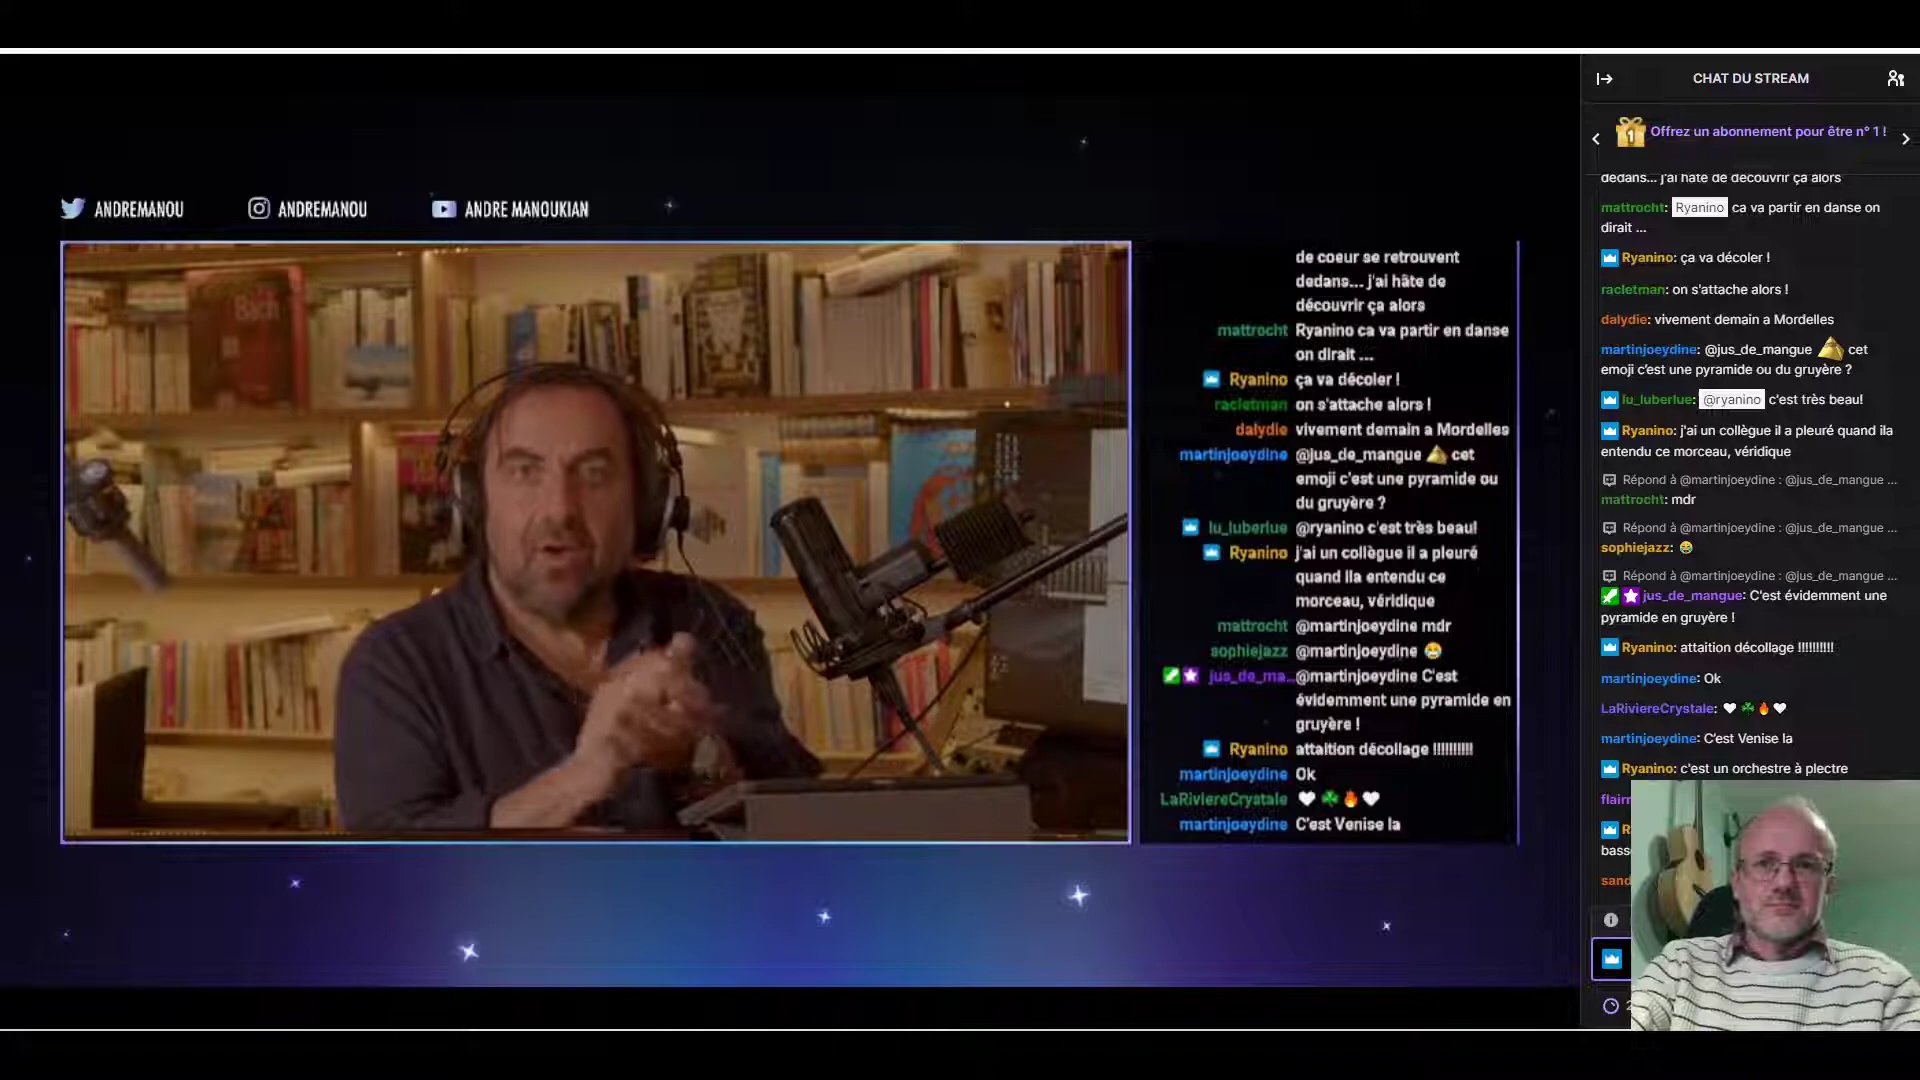 ANDREMANOU
ANDREMANOU
ANDRE MANOUKIAN
Bach
de coeur se retrouvent
dedans... j'ai hâte de
découvrir ça alors
mattrocht Ryanino ca va partir en danse
on dirait ...
Ryanino ça va décoler !
racletman on s'attache alors !
dalydie vivement demain a Mordelles
martinjoeydine @jus_de_mangue cet
emoji c'est une pyramide ou
du gruyère ?
lu_luberlue @ryanino c'est très beau!
Ryanino j'ai un collègue il a pleuré
quand ila entendu ce
morceau, véridique
mattrocht @martinjoeydine mdr
sophiejazz @martinjoeydine 😂
jus_de_ma... @martinjoeydine C'est
évidemment une pyramide en
gruyère !
Ryanino attaition décollage !!!!!!!!!!
martinjoeydine Ok
LaRiviereCrystale 🤍☘🔥🤍
martinjoeydine C'est Venise la
CHAT DU STREAM
1
Offrez un abonnement pour être n° 1 !
dedans... j'ai hâte de découvrir ça alors
mattrocht: Ryanino ca va partir en danse on
dirait ...
Ryanino: ça va décoler !
racletman: on s'attache alors !
dalydie: vivement demain a Mordelles
martinjoeydine: @jus_de_mangue cet
emoji c'est une pyramide ou du gruyère ?
lu_luberlue: @ryanino c'est très beau!
Ryanino: j'ai un collègue il a pleuré quand ila
entendu ce morceau, véridique
Répond à @martinjoeydine : @jus_de_mangue ...
mattrocht: mdr
Répond à @martinjoeydine : @jus_de_mangue ...
sophiejazz: 😂
Répond à @martinjoeydine : @jus_de_mangue ...
jus_de_mangue: C'est évidemment une
pyramide en gruyère !
Ryanino: attaition décollage !!!!!!!!!!
martinjoeydine: Ok
LaRiviereCrystale: 🤍☘🔥🤍
martinjoeydine: C'est Venise la
Ryanino: c'est un orchestre à plectre